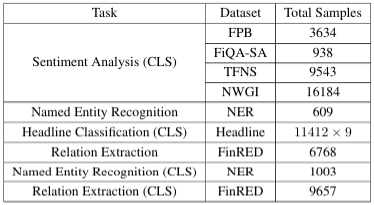 Task Dataset Total Samples
Sentiment Analysis (CLS) FPB 3634
FiQA-SA 938
TFNS 9543
NWGI 16184
Named Entity Recognition NER 609
Headline Classification (CLS) Headline 11412 × 9
Relation Extraction FinRED 6768
Named Entity Recognition (CLS) NER 1003
Relation Extraction (CLS) FinRED 9657